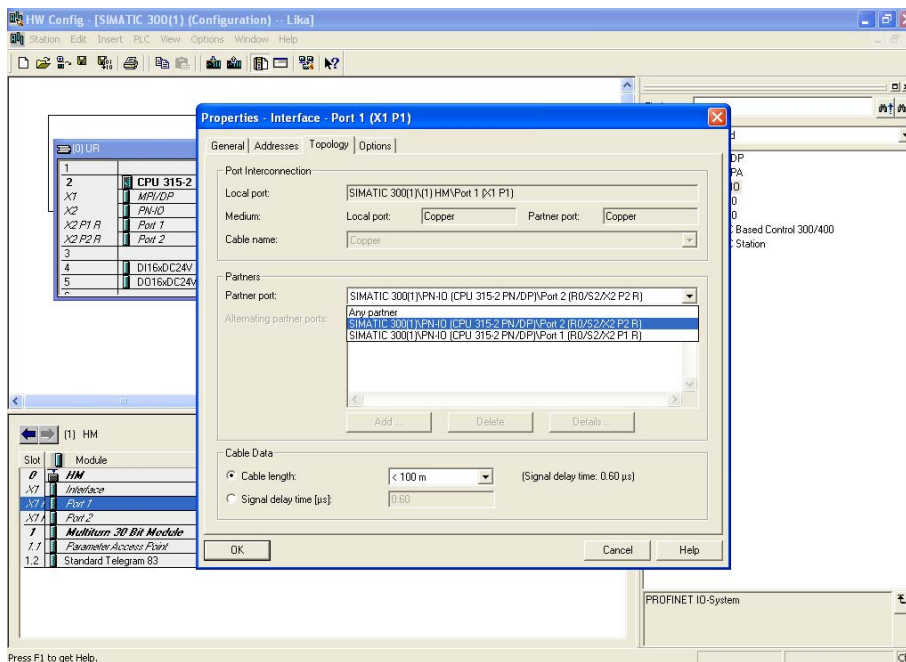 HW Config - [SIMATIC 300(1) (Configuration) -- Lika]
Station Edit Insert PLC View Options Window Help
(0) UR
1
2 CPU 315-2
X1 MPI/DP
X2 PN-IO
X2 P1 R Port 1
X2 P2 R Port 2
3
4 DI16xDC24V
5 DO16xDC24V
Properties - Interface - Port 1 (X1 P1)
General Addresses Topology Options
Port Interconnection
Local port: SIMATIC 300(1)\(1) HM\Port 1 (X1 P1)
Medium: Local port: Copper Partner port: Copper
Cable name: Copper
Partners
Partner port: SIMATIC 300(1)\PN-IO (CPU 315-2 PN/DP)\Port 2 (R0/S2/X2 P2 R)
Any partner
Alternating partner ports: SIMATIC 300(1)\PN-IO (CPU 315-2 PN/DP)\Port 2 (R0/S2/X2 P2 R)
SIMATIC 300(1)\PN-IO (CPU 315-2 PN/DP)\Port 1 (R0/S2/X2 P1 R)
Add... Delete Details...
Cable Data
Cable length: < 100 m (Signal delay time: 0.60 µs)
Signal delay time [µs]: 0.60
OK Cancel Help
DP
PA
IO
0
0
C Based Control 300/400
C Station
(1) HM
Slot Module
0 HM
X1 Interface
X1 Port 1
X1 Port 2
1 Multiturn 30 Bit Module
1.1 Parameter Access Point
1.2 Standard Telegram 83
PROFINET IO-System
Press F1 to get Help.